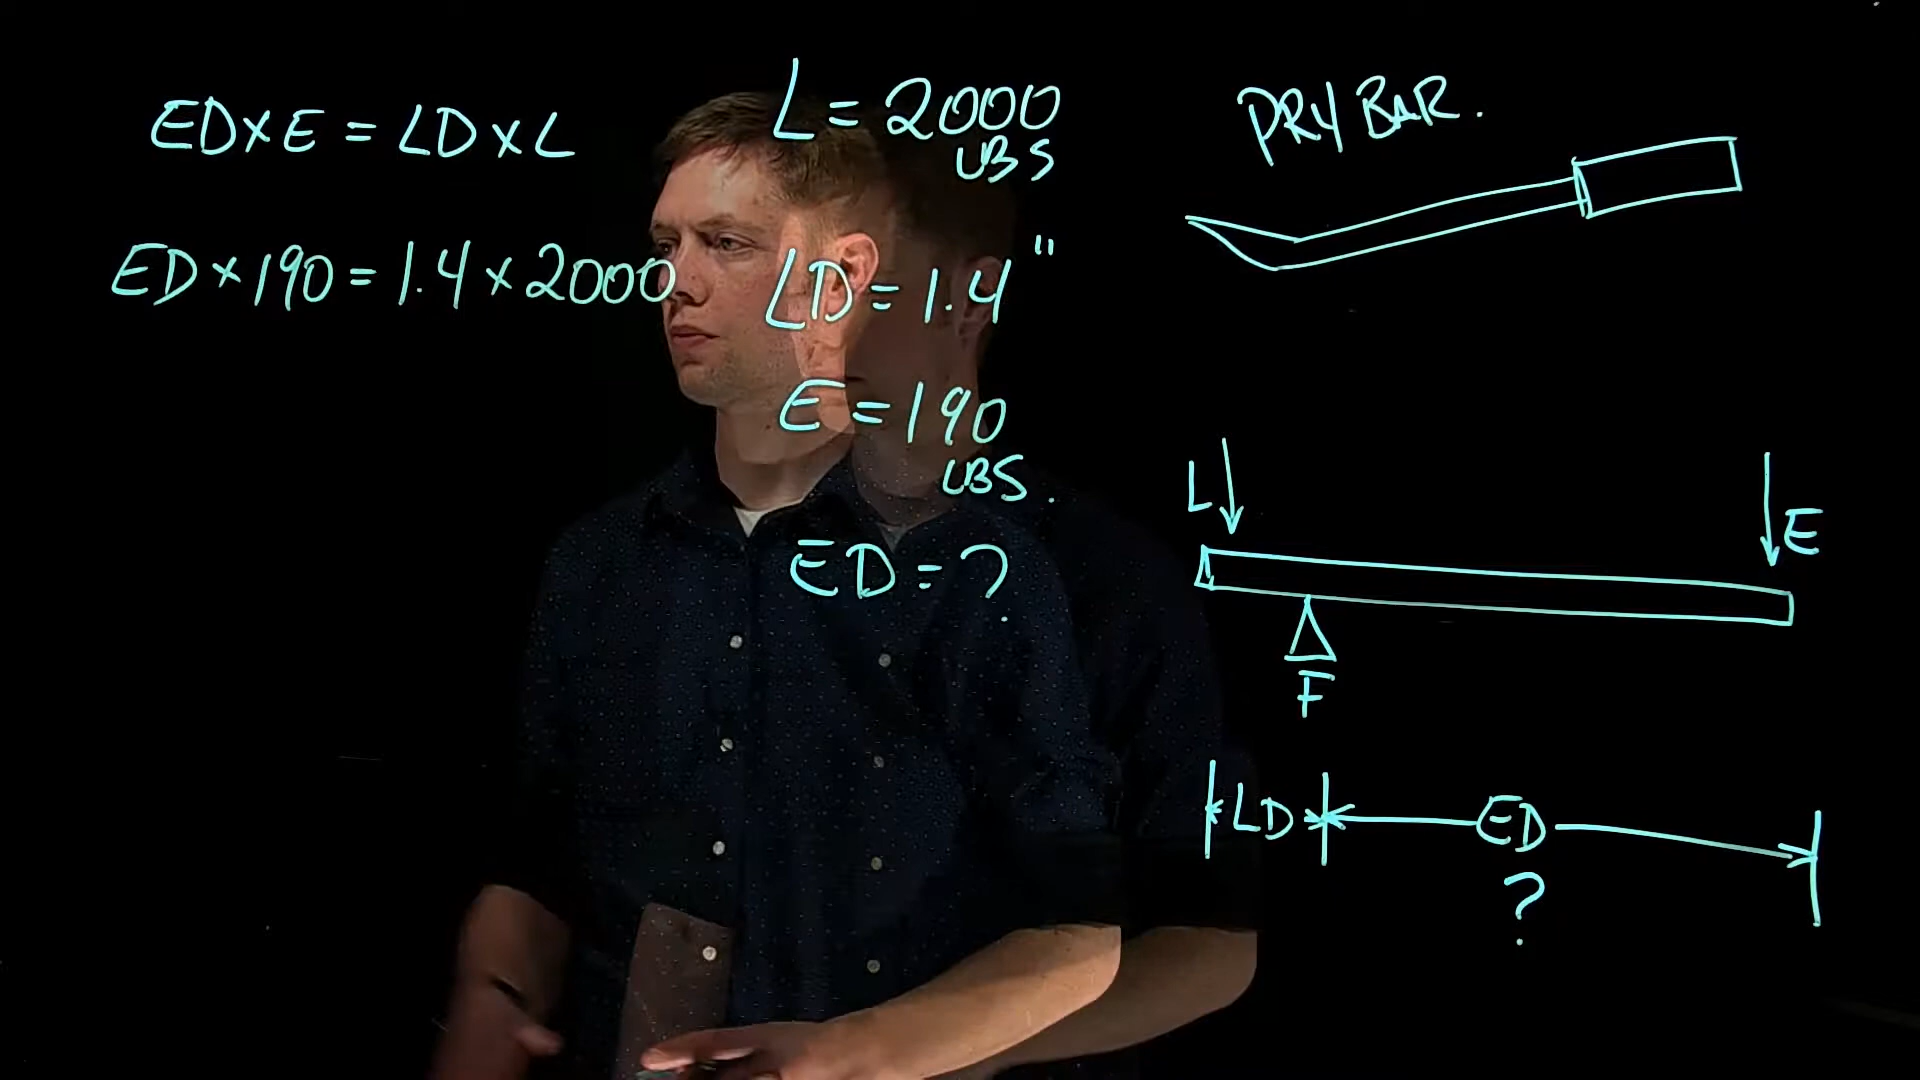 ED×E = LD×L
ED×190 = 1.4×2000
L = 2000
LBS
LD = 1.4"
E = 190
LBS.
ED = ?
PRY BAR.
L
E
F
LD
ED
?